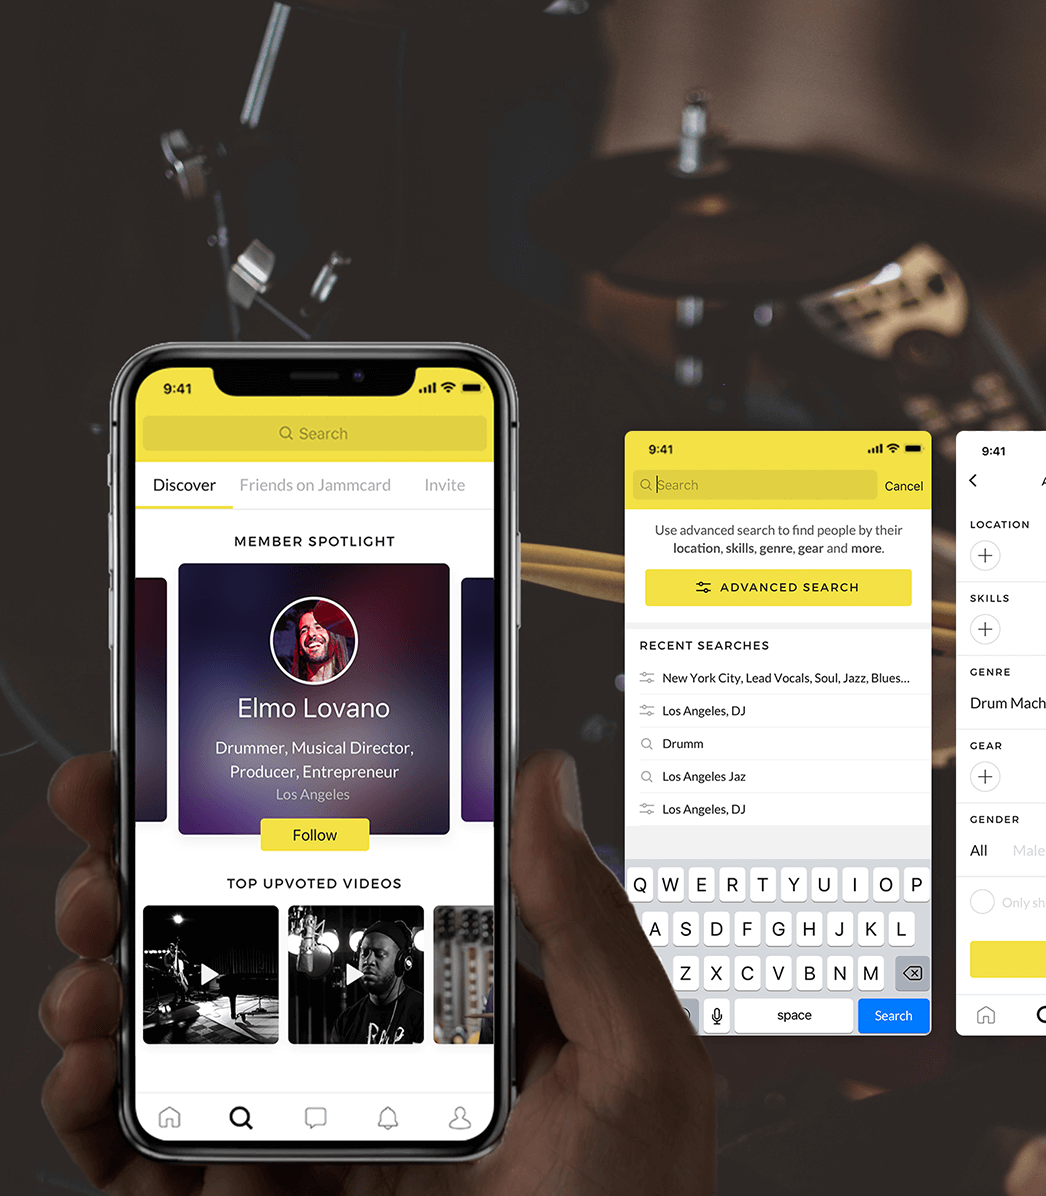 9:41
Search
Discover
Friends on Jammcard
Invite
MEMBER SPOTLIGHT
Elmo Lovano
Drummer, Musical Director,
Producer, Entrepreneur
Los Angeles
Follow
TOP UPVOTED VIDEOS
9:41
Search
Cancel
Use advanced search to find people by their
location, skills, genre, gear and more.
ADVANCED SEARCH
RECENT SEARCHES
New York City, Lead Vocals, Soul, Jazz, Blues...
Los Angeles, DJ
Drumm
Los Angeles Jaz
Los Angeles, DJ
Q W E R T Y U I O P
A S D F G H J K L
Z X C V B N M
space
Search
9:41
LOCATION
SKILLS
GENRE
Drum Mach
GEAR
GENDER
All Male
Only sh